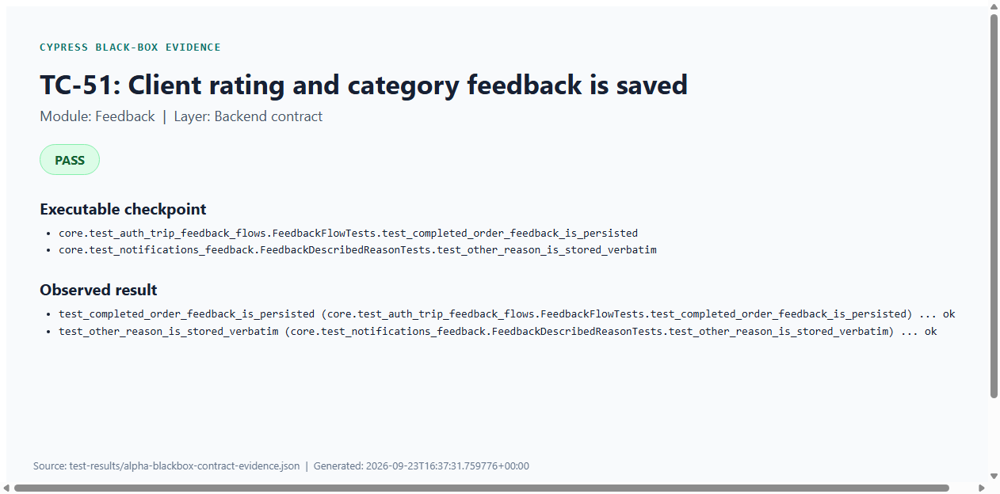 CYPRESS BLACK-BOX EVIDENCE
TC-51: Client rating and category feedback is saved
Module: Feedback | Layer: Backend contract
PASS
Executable checkpoint
• core.test_auth_trip_feedback_flows.FeedbackFlowTests.test_completed_order_feedback_is_persisted
• core.test_notifications_feedback.FeedbackDescribedReasonTests.test_other_reason_is_stored_verbatim
Observed result
• test_completed_order_feedback_is_persisted (core.test_auth_trip_feedback_flows.FeedbackFlowTests.test_completed_order_feedback_is_persisted) ... ok
• test_other_reason_is_stored_verbatim (core.test_notifications_feedback.FeedbackDescribedReasonTests.test_other_reason_is_stored_verbatim) ... ok
Source: test-results/alpha-blackbox-contract-evidence.json | Generated: 2026-09-23T16:37:31.759776+00:00